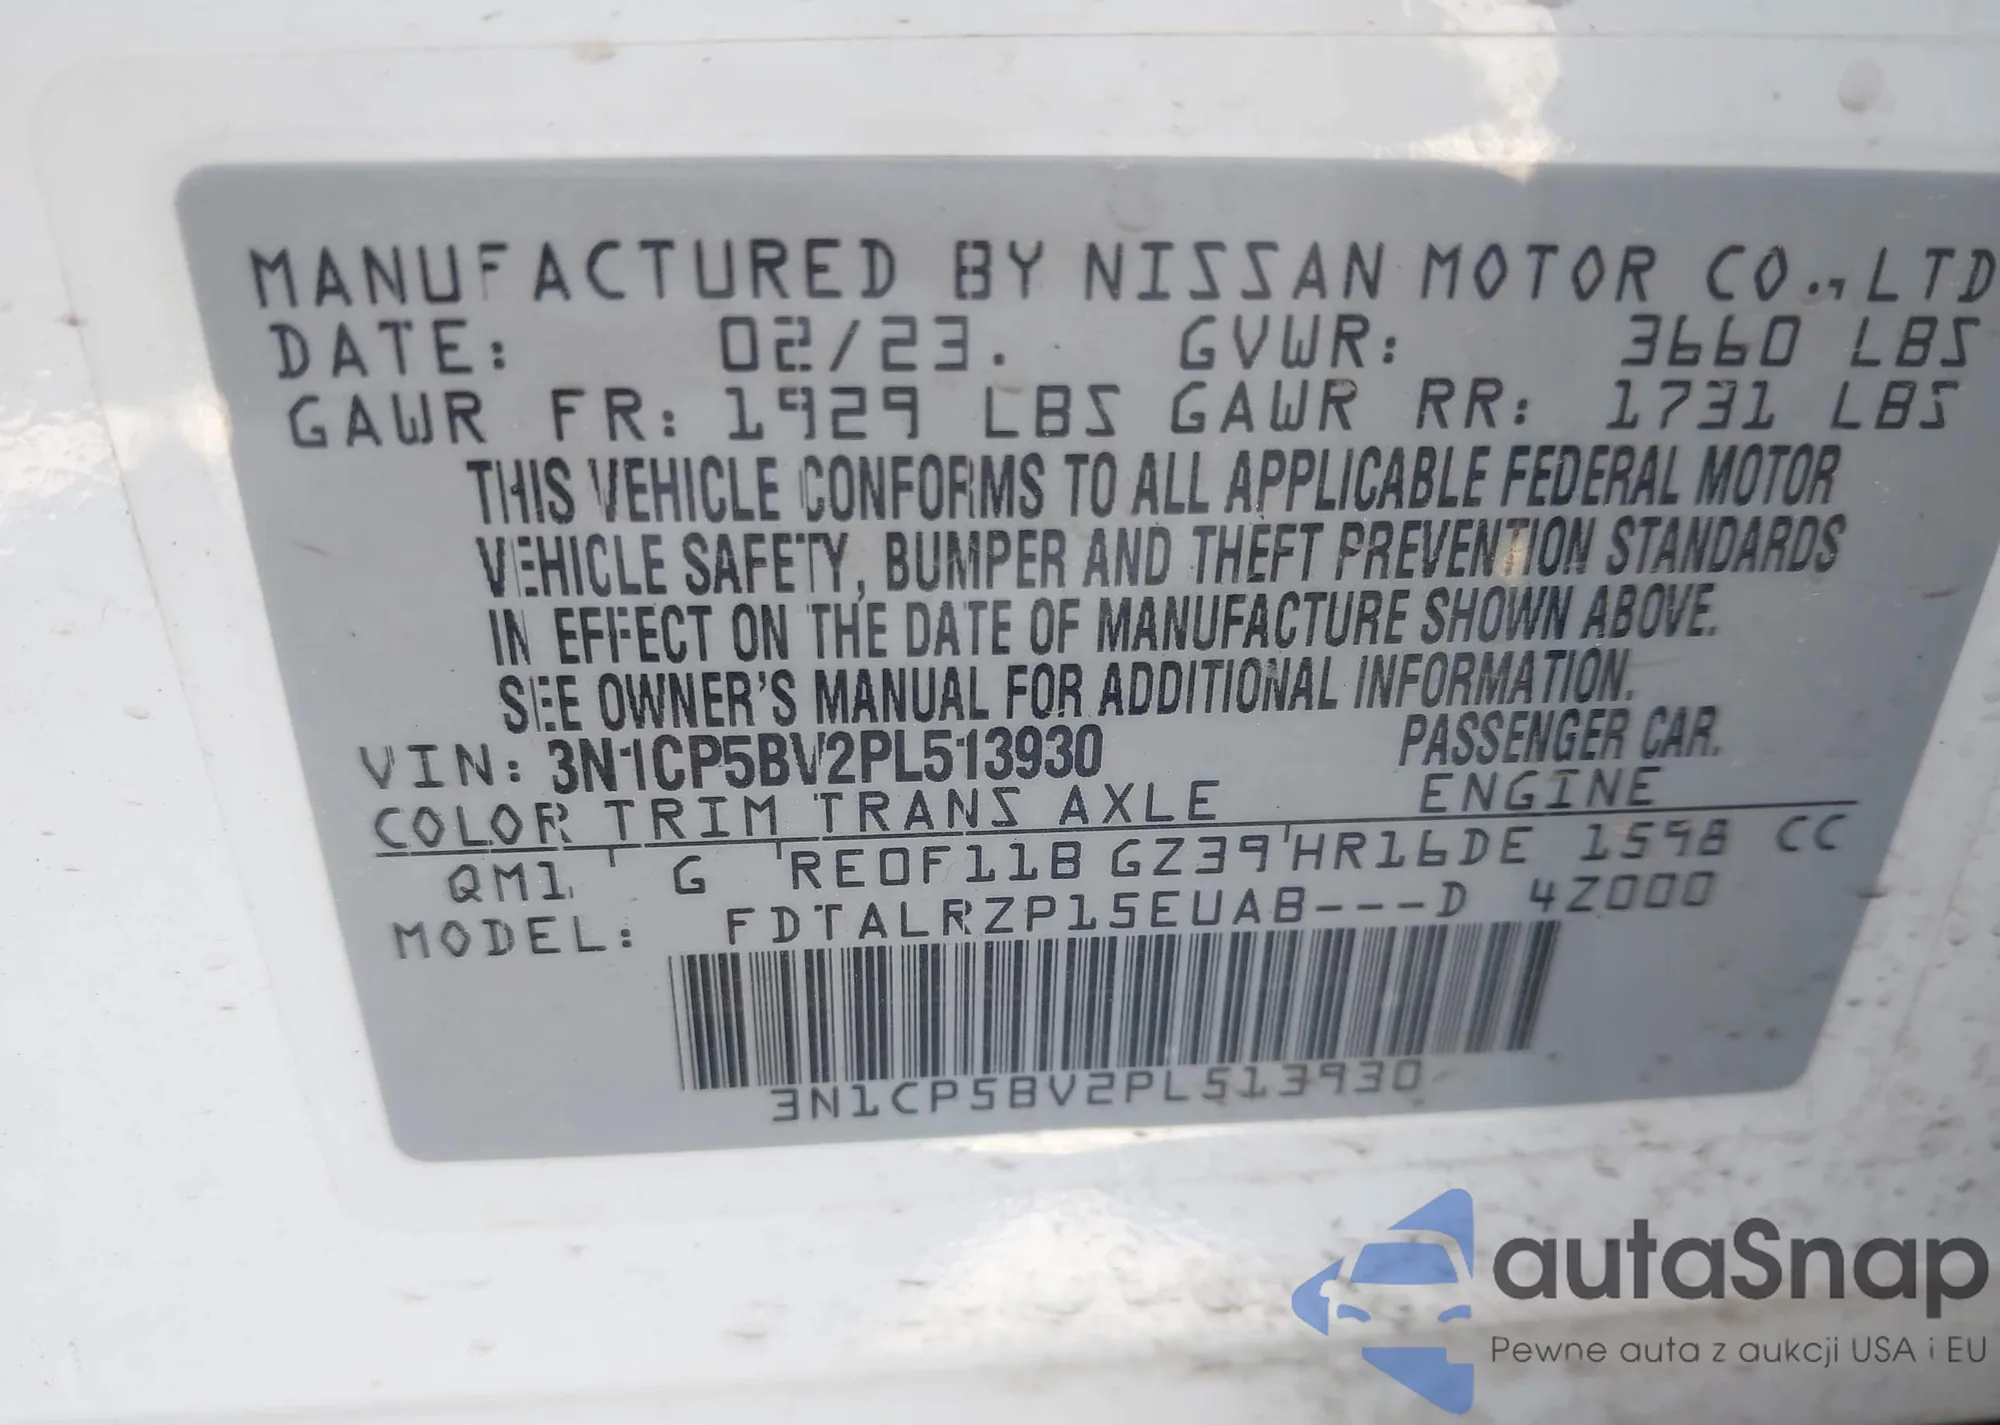 MANUFACTURED BY NISSAN MOTOR CO.,LTD
DATE: 02/23. GVWR: 3660 LBS
GAWR FR: 1929 LBS GAWR RR: 1731 LBS
THIS VEHICLE CONFORMS TO ALL APPLICABLE FEDERAL MOTOR
VEHICLE SAFETY, BUMPER AND THEFT PREVENTION STANDARDS
IN EFFECT ON THE DATE OF MANUFACTURE SHOWN ABOVE.
SEE OWNER'S MANUAL FOR ADDITIONAL INFORMATION.
VIN: 3N1CP5BV2PL513930 PASSENGER CAR.
COLOR TRIM TRANS AXLE ENGINE
QM1 G RE0F11B GZ39 HR16DE 1598 CC
MODEL: FDTALRZP15EUAB---D 4Z000
3N1CP5BV2PL513930
autaSnap
Pewne auta z aukcji USA i EU